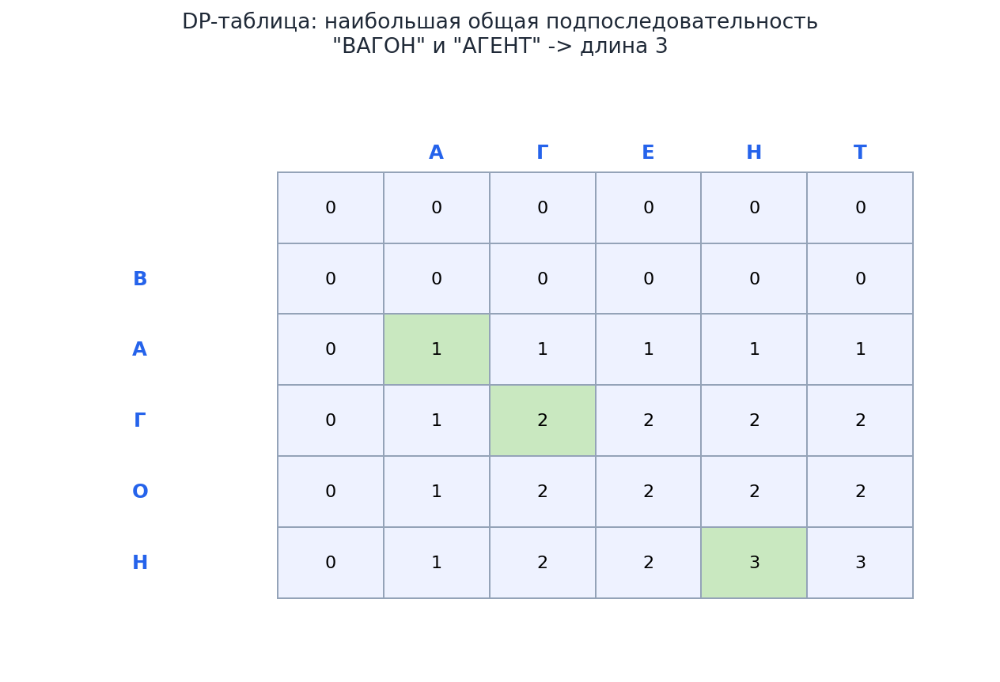 DP-таблица: наибольшая общая подпоследовательность
"ВАГОН" и "АГЕНТ" -> длина 3
А Г Е Н Т
0 0 0 0 0 0
В 0 0 0 0 0 0
А 0 1 1 1 1 1
Г 0 1 2 2 2 2
О 0 1 2 2 2 2
Н 0 1 2 2 3 3